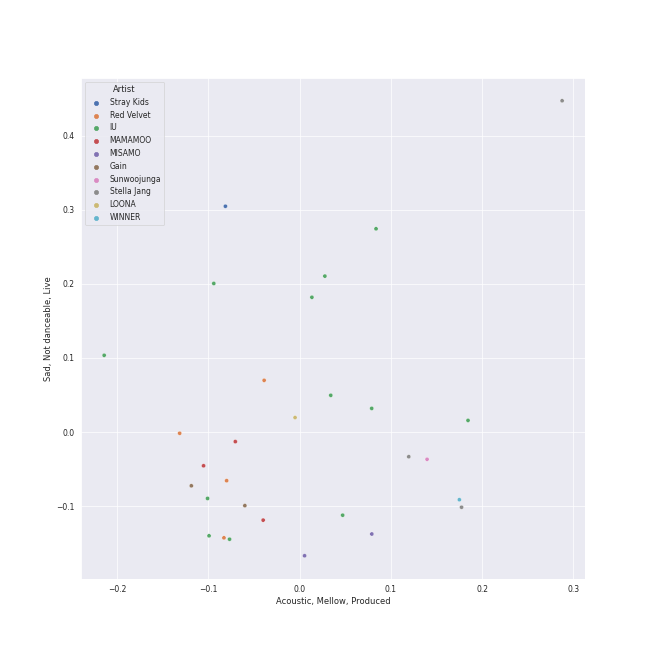 Artist
Stray Kids
Red Velvet
IU
MAMAMOO
MISAMO
Gain
Sunwoojunga
Stella Jang
LOONA
WINNER
Sad, Not danceable, Live
0.4
0.3
0.2
0.1
0.0
−0.1
−0.2 −0.1 0.0 0.1 0.2 0.3
Acoustic, Mellow, Produced